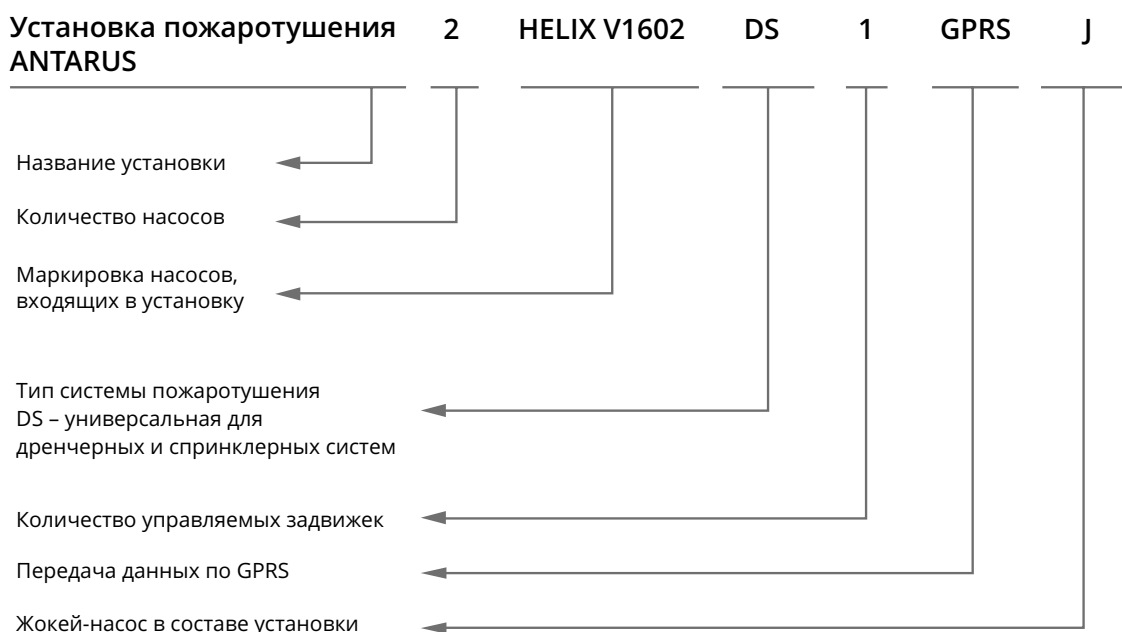 Установка пожаротушения 2 HELIX V1602 DS 1 GPRS J
ANTARUS
Название установки
Количество насосов
Маркировка насосов,
входящих в установку
Тип системы пожаротушения
DS – универсальная для
дренчерных и спринклерных систем
Количество управляемых задвижек
Передача данных по GPRS
Жокей-насос в составе установки